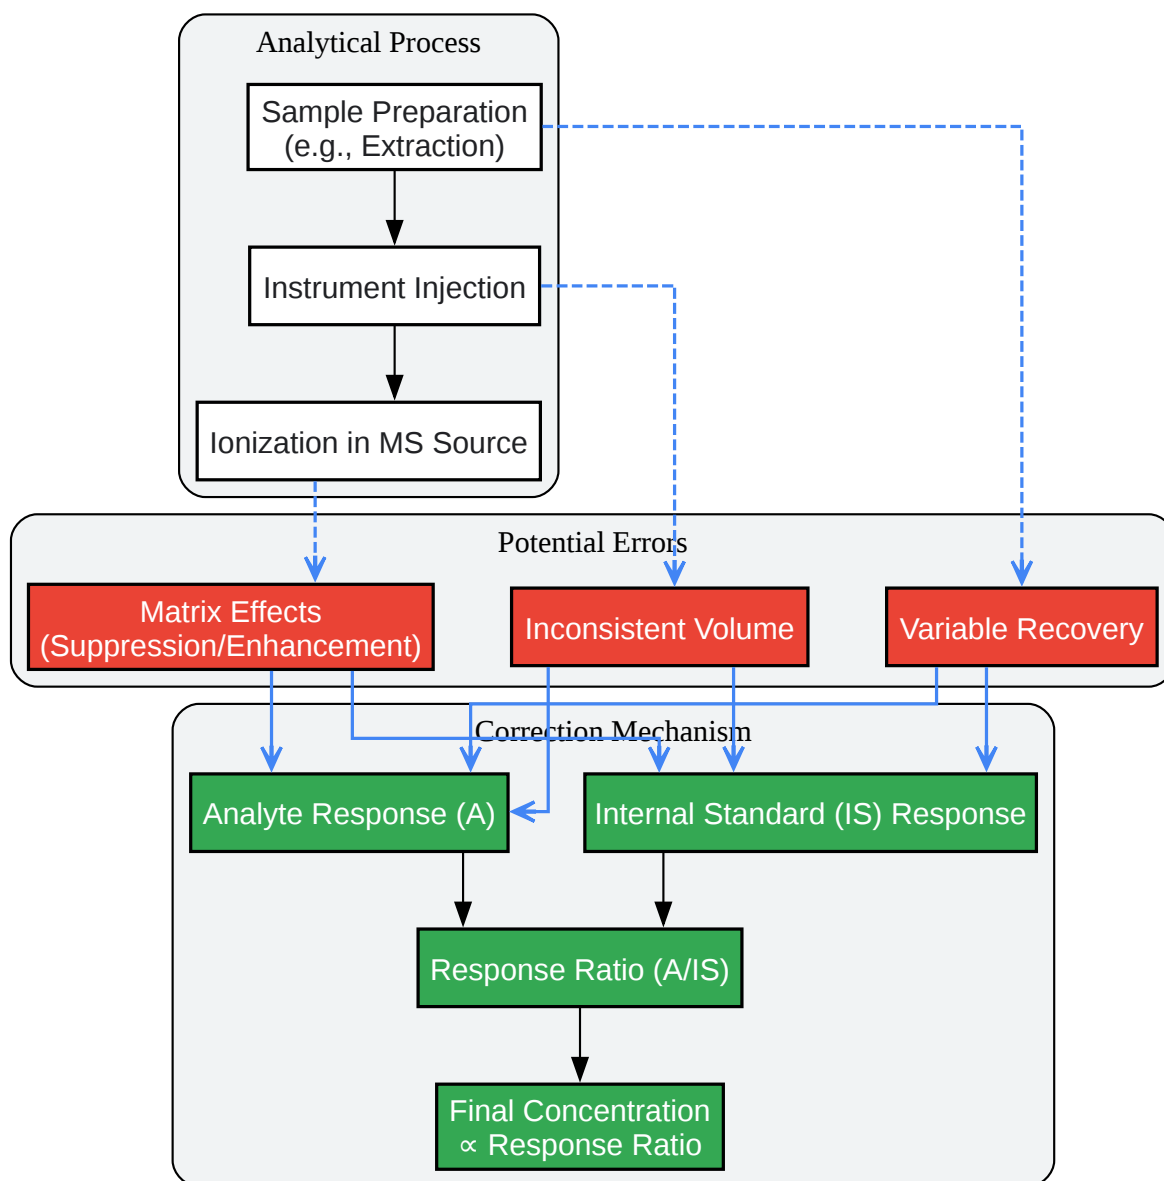 Analytical Process
Sample Preparation
(e.g., Extraction)
Instrument Injection
Ionization in MS Source
Potential Errors
Matrix Effects
(Suppression/Enhancement)
Inconsistent Volume
Variable Recovery
Correction Mechanism
Analyte Response (A)
Internal Standard (IS) Response
Response Ratio (A/IS)
Final Concentration
∝ Response Ratio